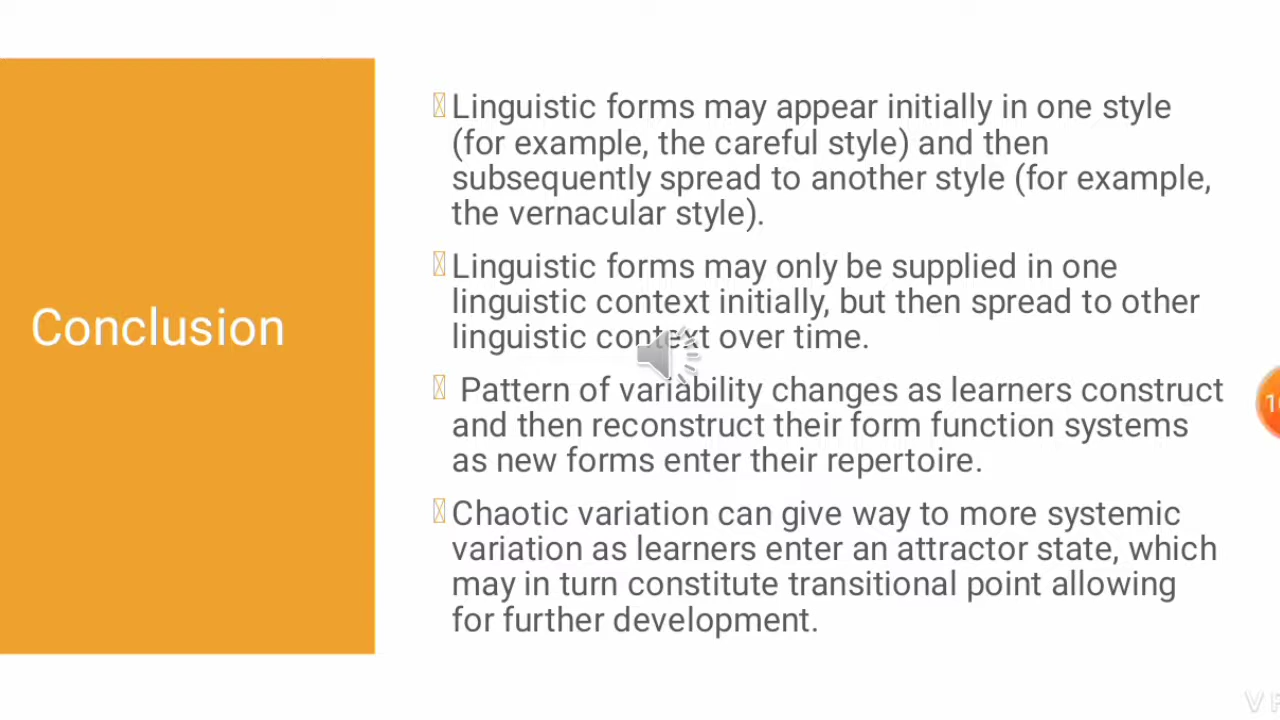 Conclusion
Linguistic forms may appear initially in one style
(for example, the careful style) and then
subsequently spread to another style (for example,
the vernacular style).
Linguistic forms may only be supplied in one
linguistic context initially, but then spread to other
linguistic context over time.
Pattern of variability changes as learners construct
and then reconstruct their form function systems
as new forms enter their repertoire.
Chaotic variation can give way to more systemic
variation as learners enter an attractor state, which
may in turn constitute transitional point allowing
for further development.